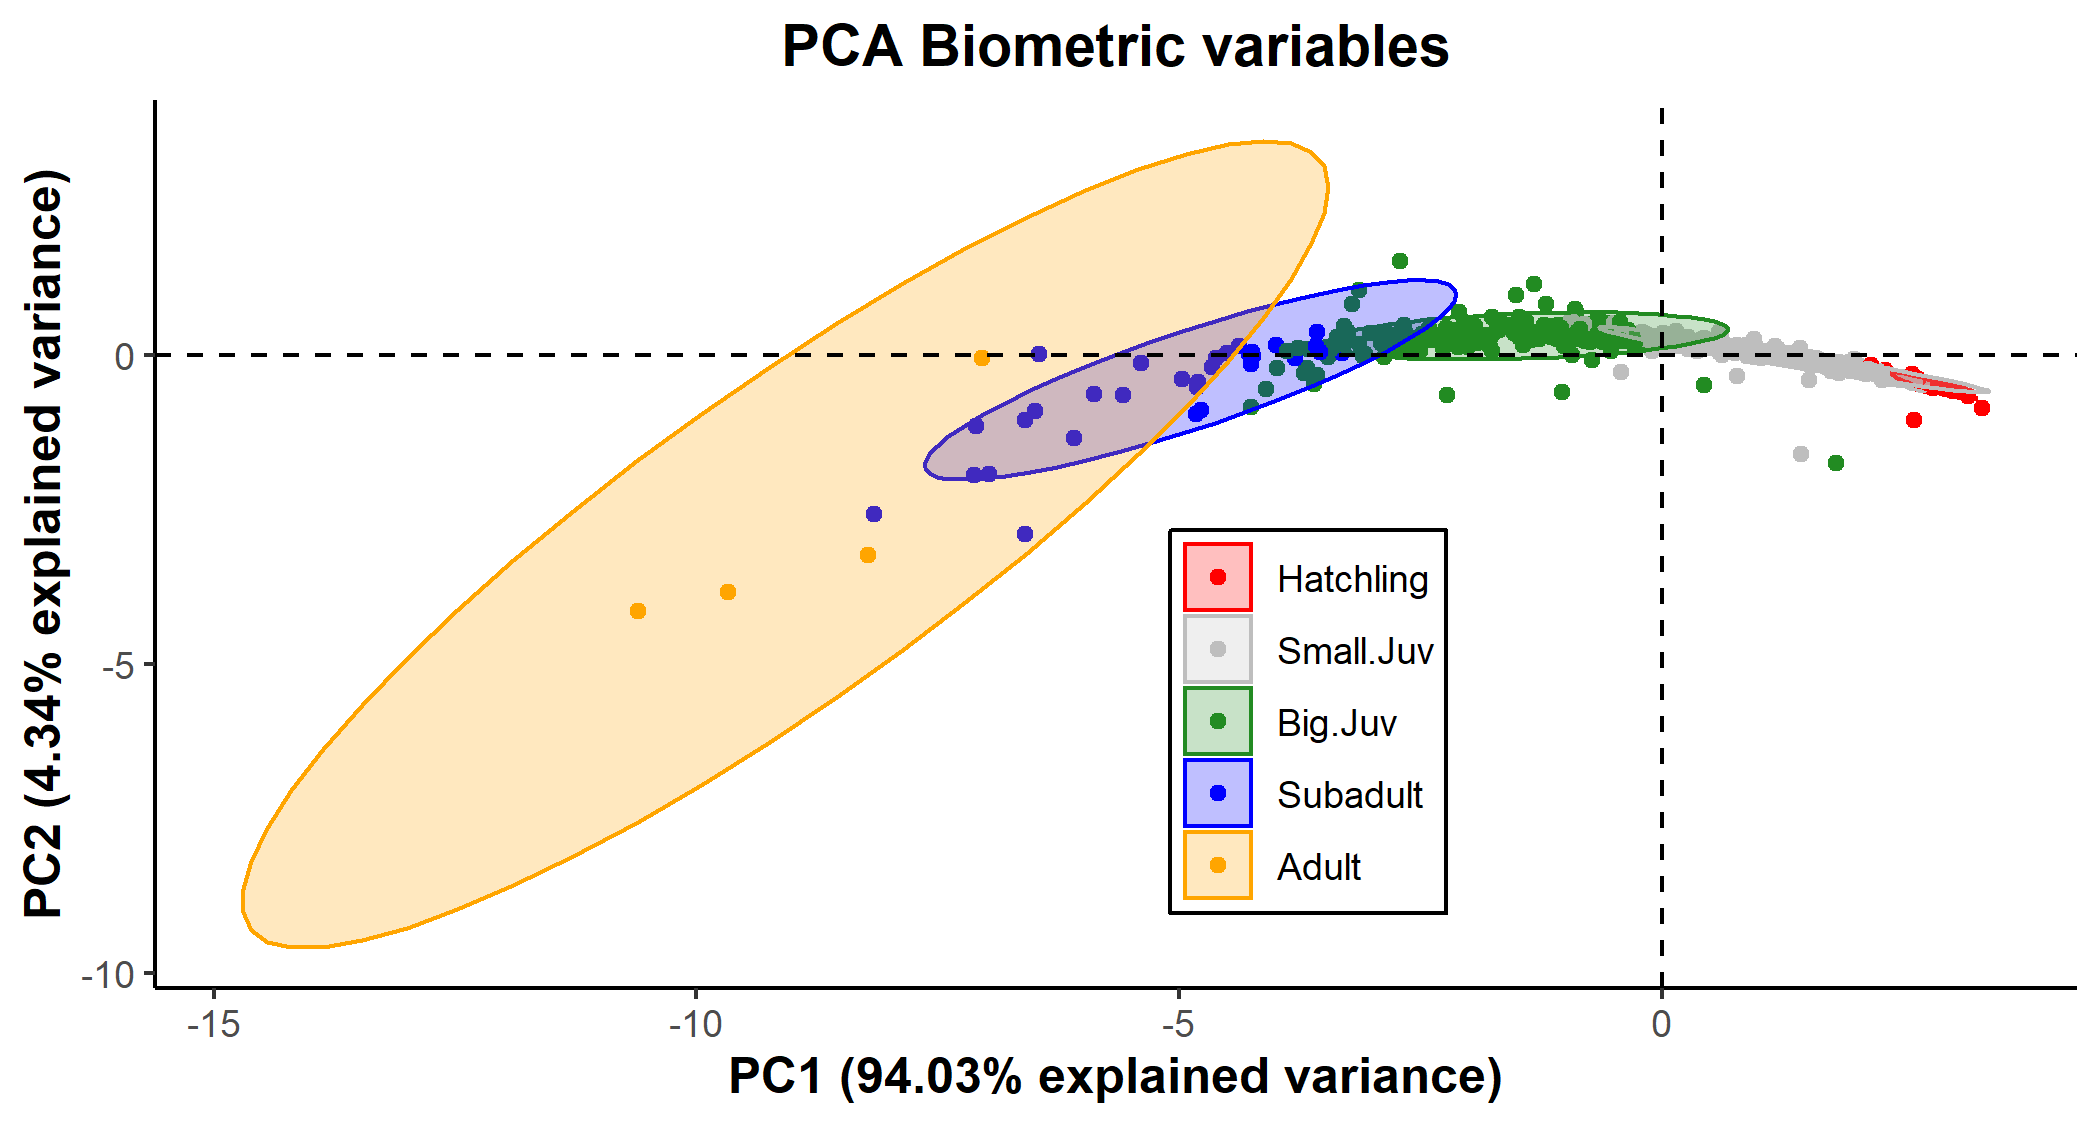 PCA Biometric variables
PC2 (4.34% explained variance)
0
-5
-10
Hatchling
Small.Juv
Big.Juv
Subadult
Adult
-15
-10
-5
0
PC1 (94.03% explained variance)